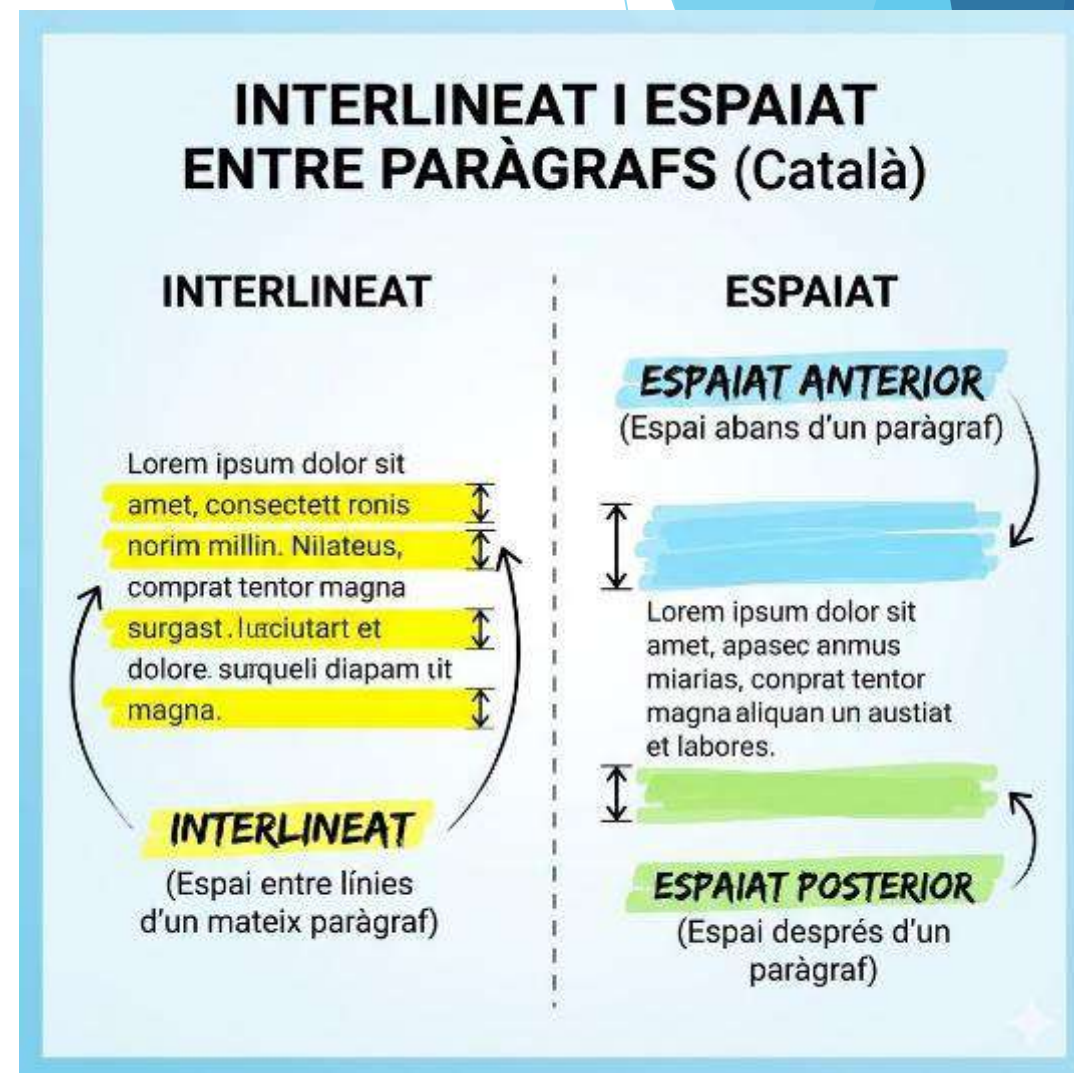 INTERLINEAT I ESPAIAT
ENTRE PARÀGRAFS (Català)
INTERLINEAT
Lorem ipsum dolor sit
amet, consectett ronis
norim millin. Nilateus,
comprat tentor magna
surgast. et
dolore. surqueli diapam
magna.
INTERLINEAT
(Espai entre línies
d'un mateix paràgraf)
ESPAIAT
ESPAIAT ANTERIOR
(Espai abans d'un paràgraf)
Lorem ipsum dolor sit
amet, apasec anmus
miarias, conprat tentor
magna aliquan un austiat
et labores.
ESPAIAT POSTERIOR
(Espai després d'un
paràgraf)